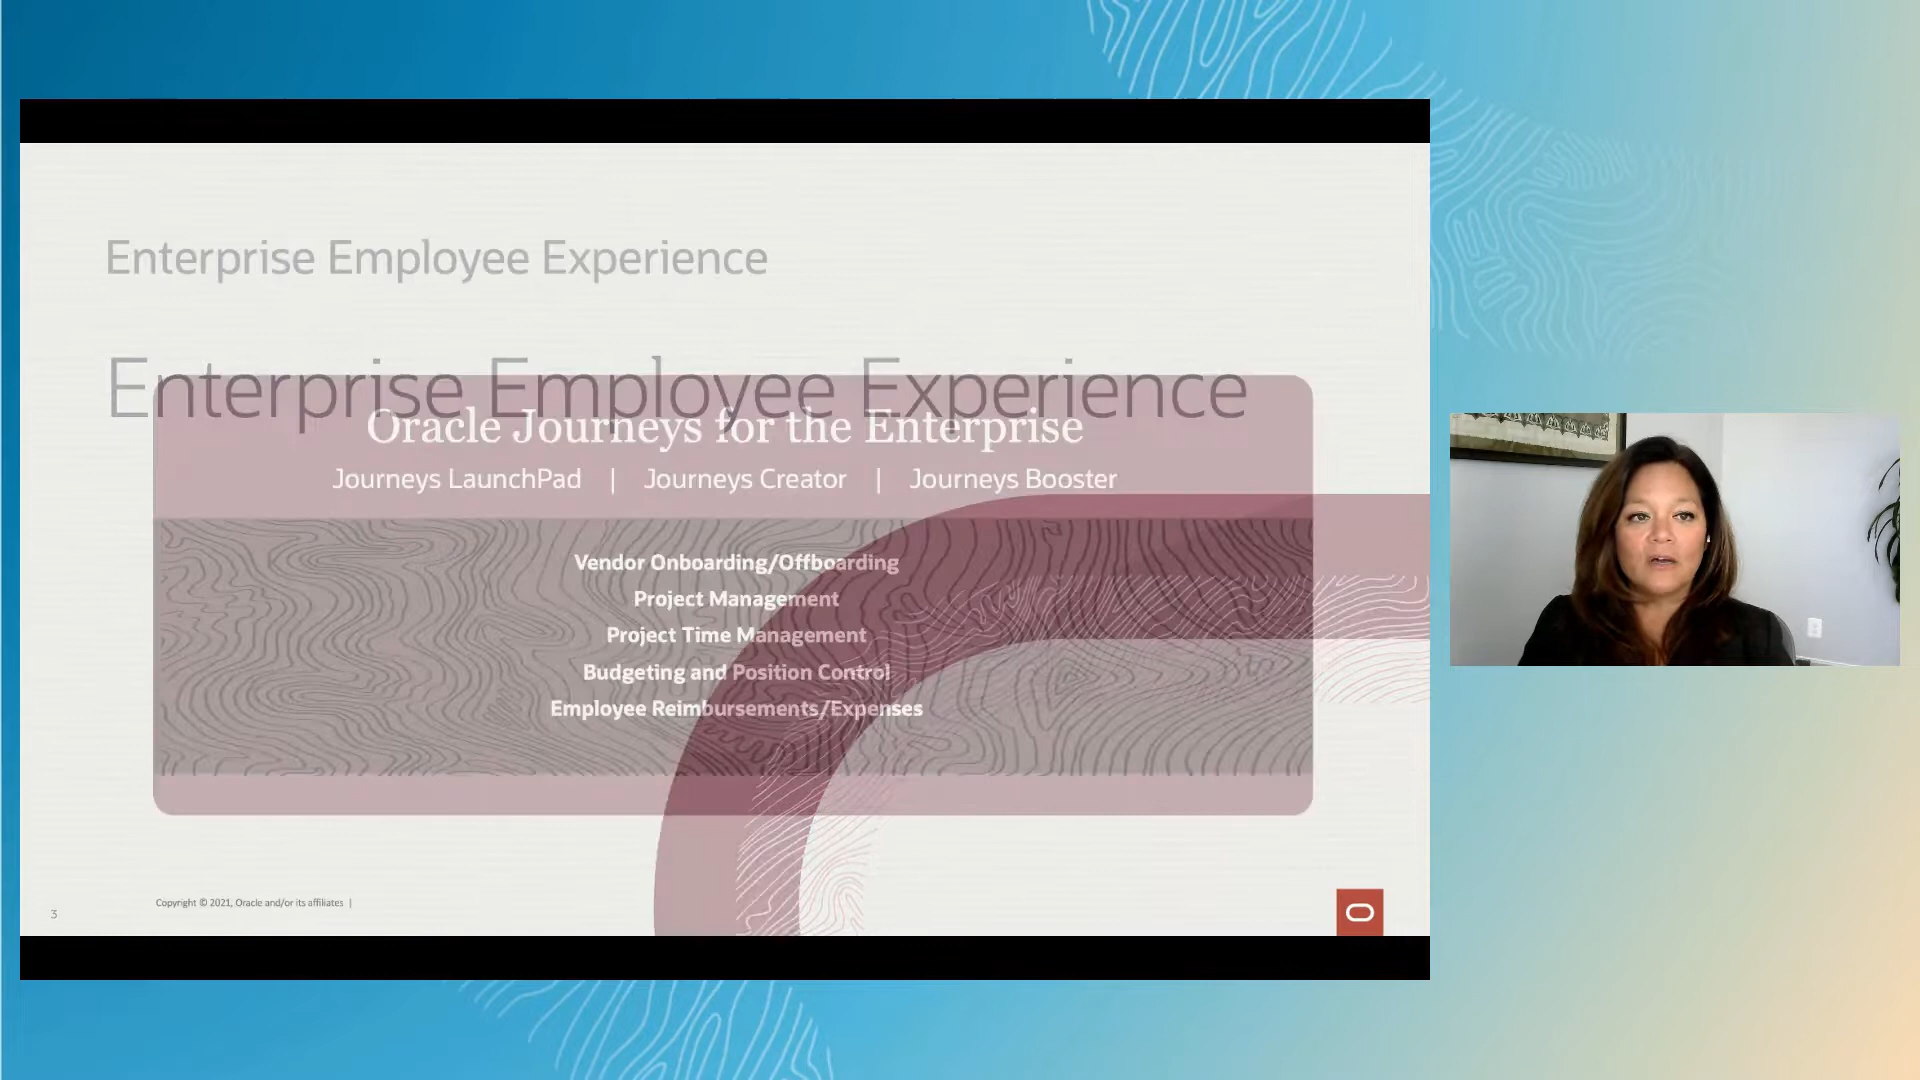 Enterprise Employee Experience
Enterprise Employee Experience
Oracle Journeys for the Enterprise
Journeys LaunchPad | Journeys Creator | Journeys Booster
Vendor Onboarding/Offboarding
Project Management
Project Time Management
Budgeting and Position Control
Employee Reimbursements/Expenses
3
Copyright © 2021, Oracle and/or its affiliates |